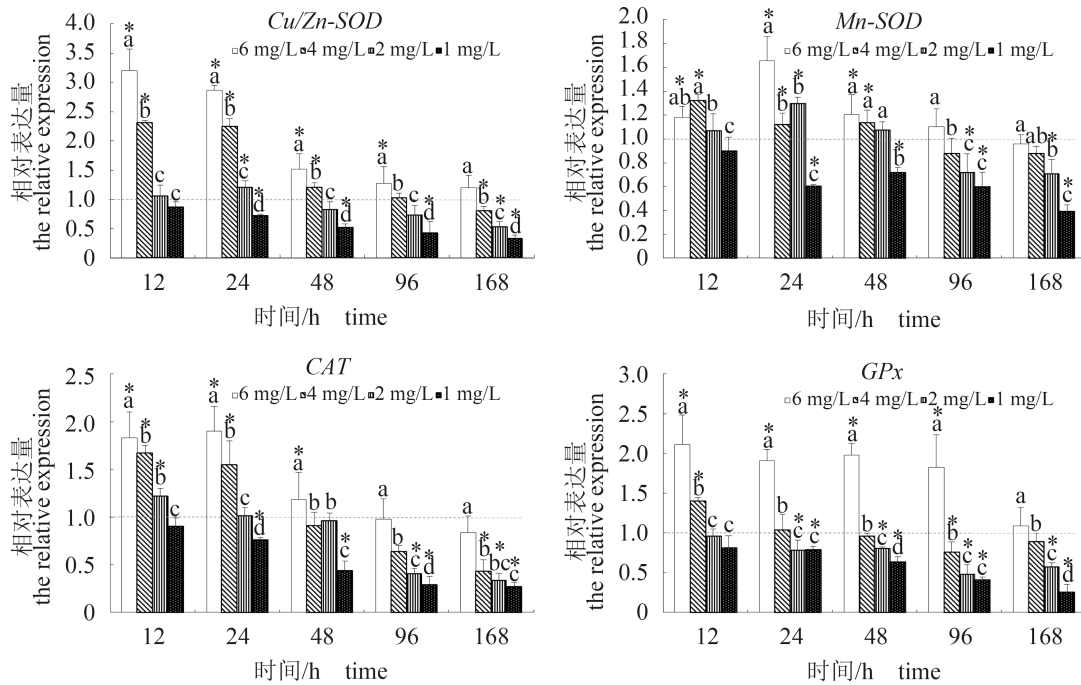 Cu/Zn-SOD
6 mg/L 4 mg/L 2 mg/L 1 mg/L
相对表达量
the relative expression
4.0
3.5
3.0
2.5
2.0
1.5
1.0
0.5
0
* * * * * * * * * * * * * *
a b c c a b c d a b c d a b c d a b c d
12 24 48 96 168
时间/h time
Mn-SOD
6 mg/L 4 mg/L 2 mg/L 1 mg/L
相对表达量
the relative expression
2.0
1.8
1.6
1.4
1.2
1.0
0.8
0.6
0.4
0.2
0
* * * * * * * * * * * * *
ab a b c a b b c a a b b a b c c a ab b c
12 24 48 96 168
时间/h time
CAT
6 mg/L 4 mg/L 2 mg/L 1 mg/L
相对表达量
the relative expression
2.5
2.0
1.5
1.0
0.5
0
* * * * * * * * * * * * * *
a b b c a b c d a b b c a b c d a b bc c
12 24 48 96 168
时间/h time
GPx
6 mg/L 4 mg/L 2 mg/L 1 mg/L
相对表达量
the relative expression
3.0
2.5
2.0
1.5
1.0
0.5
0
* * * * * * * * * * * * * *
a b c c a b c c a b c d a b c c a b c d
12 24 48 96 168
时间/h time